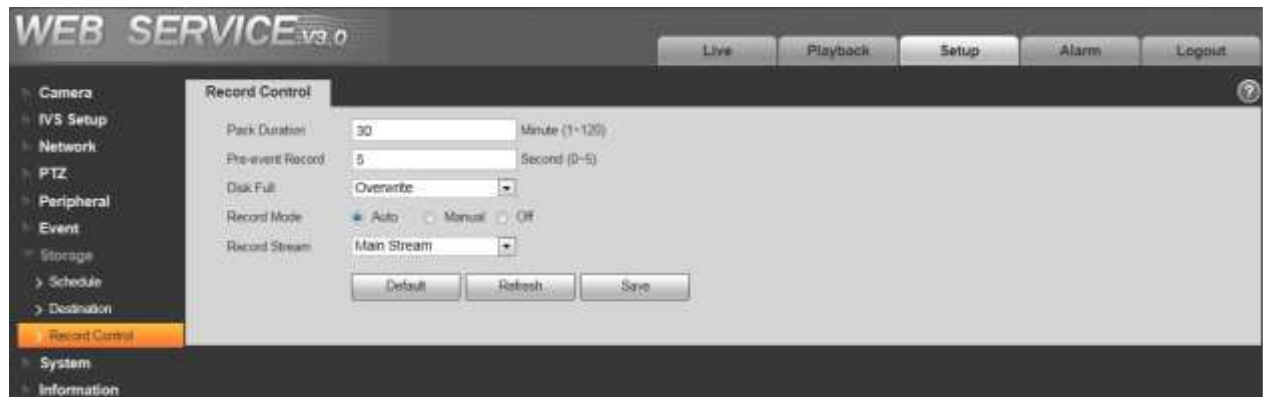 WEB SERVICE V3.0
Live Playback Setup Alarm Logout
Camera
IVS Setup
Network
PTZ
Peripheral
Event
Storage
Schedule
Destination
Record Control
System
Information
Record Control
?
Pack Duration 30 Minute (1~120)
Pre-event Record 5 Second (0~5)
Disk Full Overwrite
Record Mode Auto Manual Off
Record Stream Main Stream
Default Refresh Save